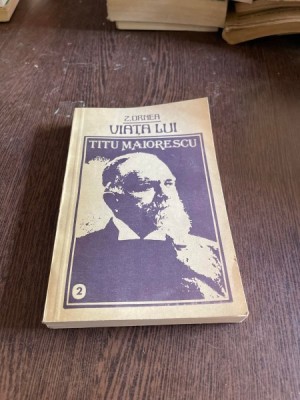 Z. ORNEA
VIAȚA LUI
TITU MAIORESCU
2